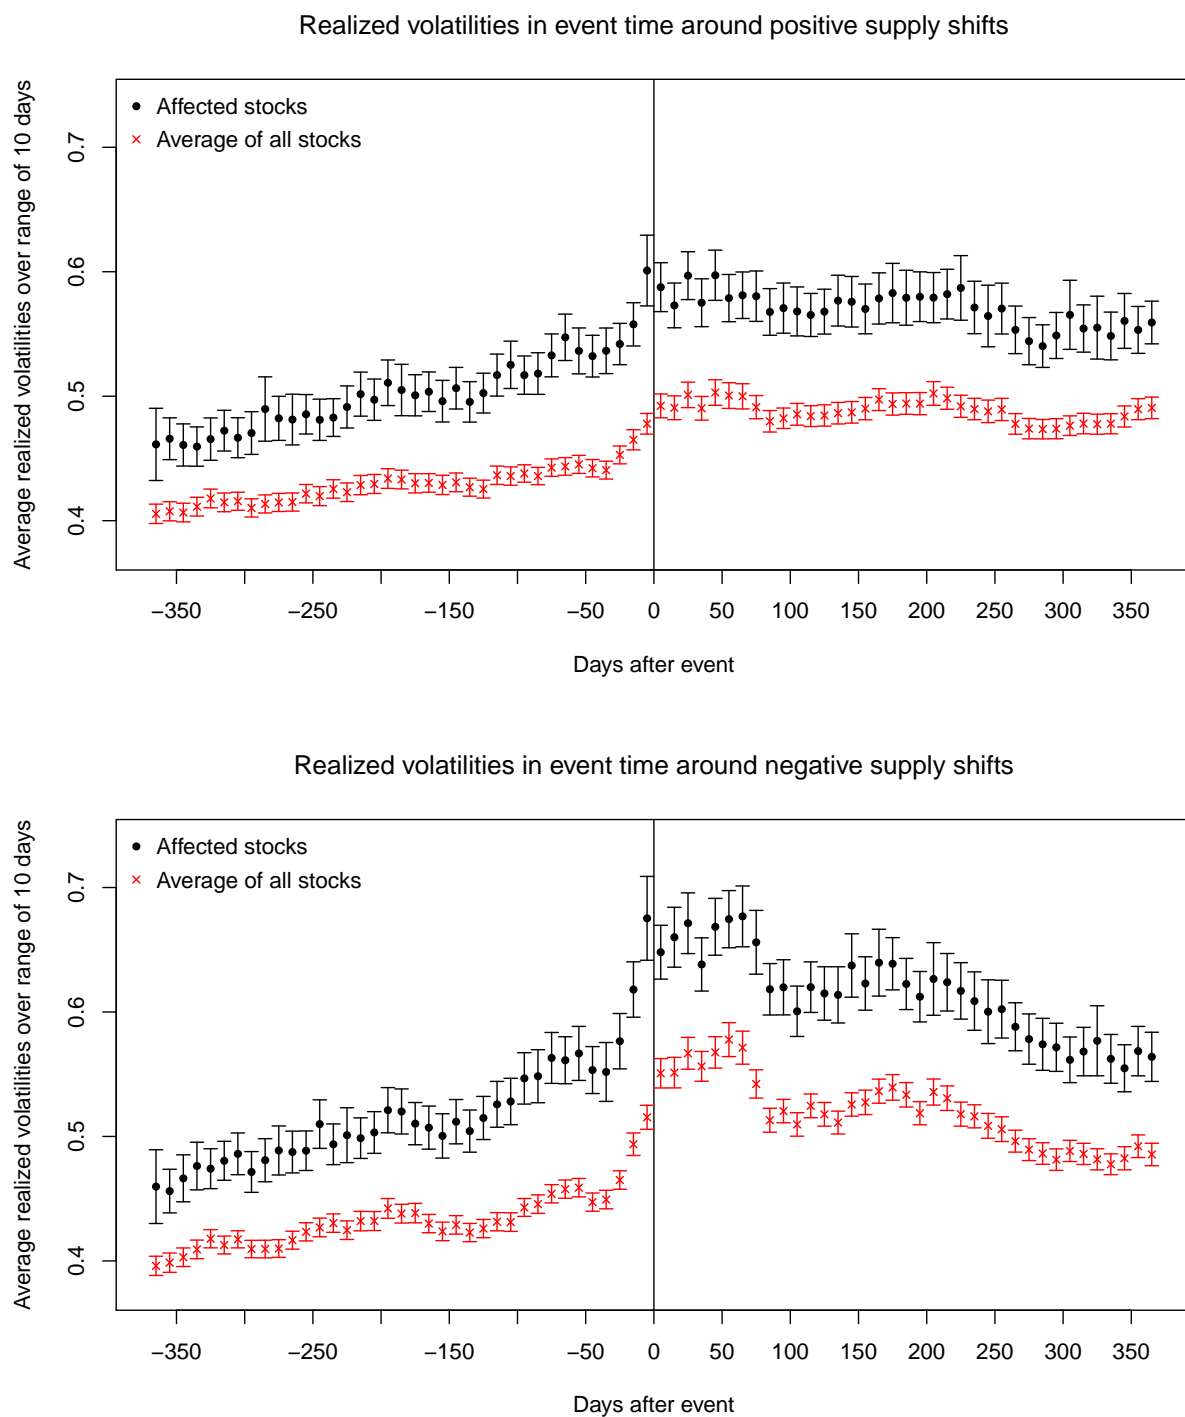 Realized volatilities in event time around positive supply shifts
Average realized volatilities over range of 10 days
0.7
0.6
0.5
0.4
Affected stocks
Average of all stocks
−350 −250 −150 −50 0 50 100 150 200 250 300 350
Days after event
Realized volatilities in event time around negative supply shifts
Average realized volatilities over range of 10 days
0.7
0.6
0.5
0.4
Affected stocks
Average of all stocks
−350 −250 −150 −50 0 50 100 150 200 250 300 350
Days after event